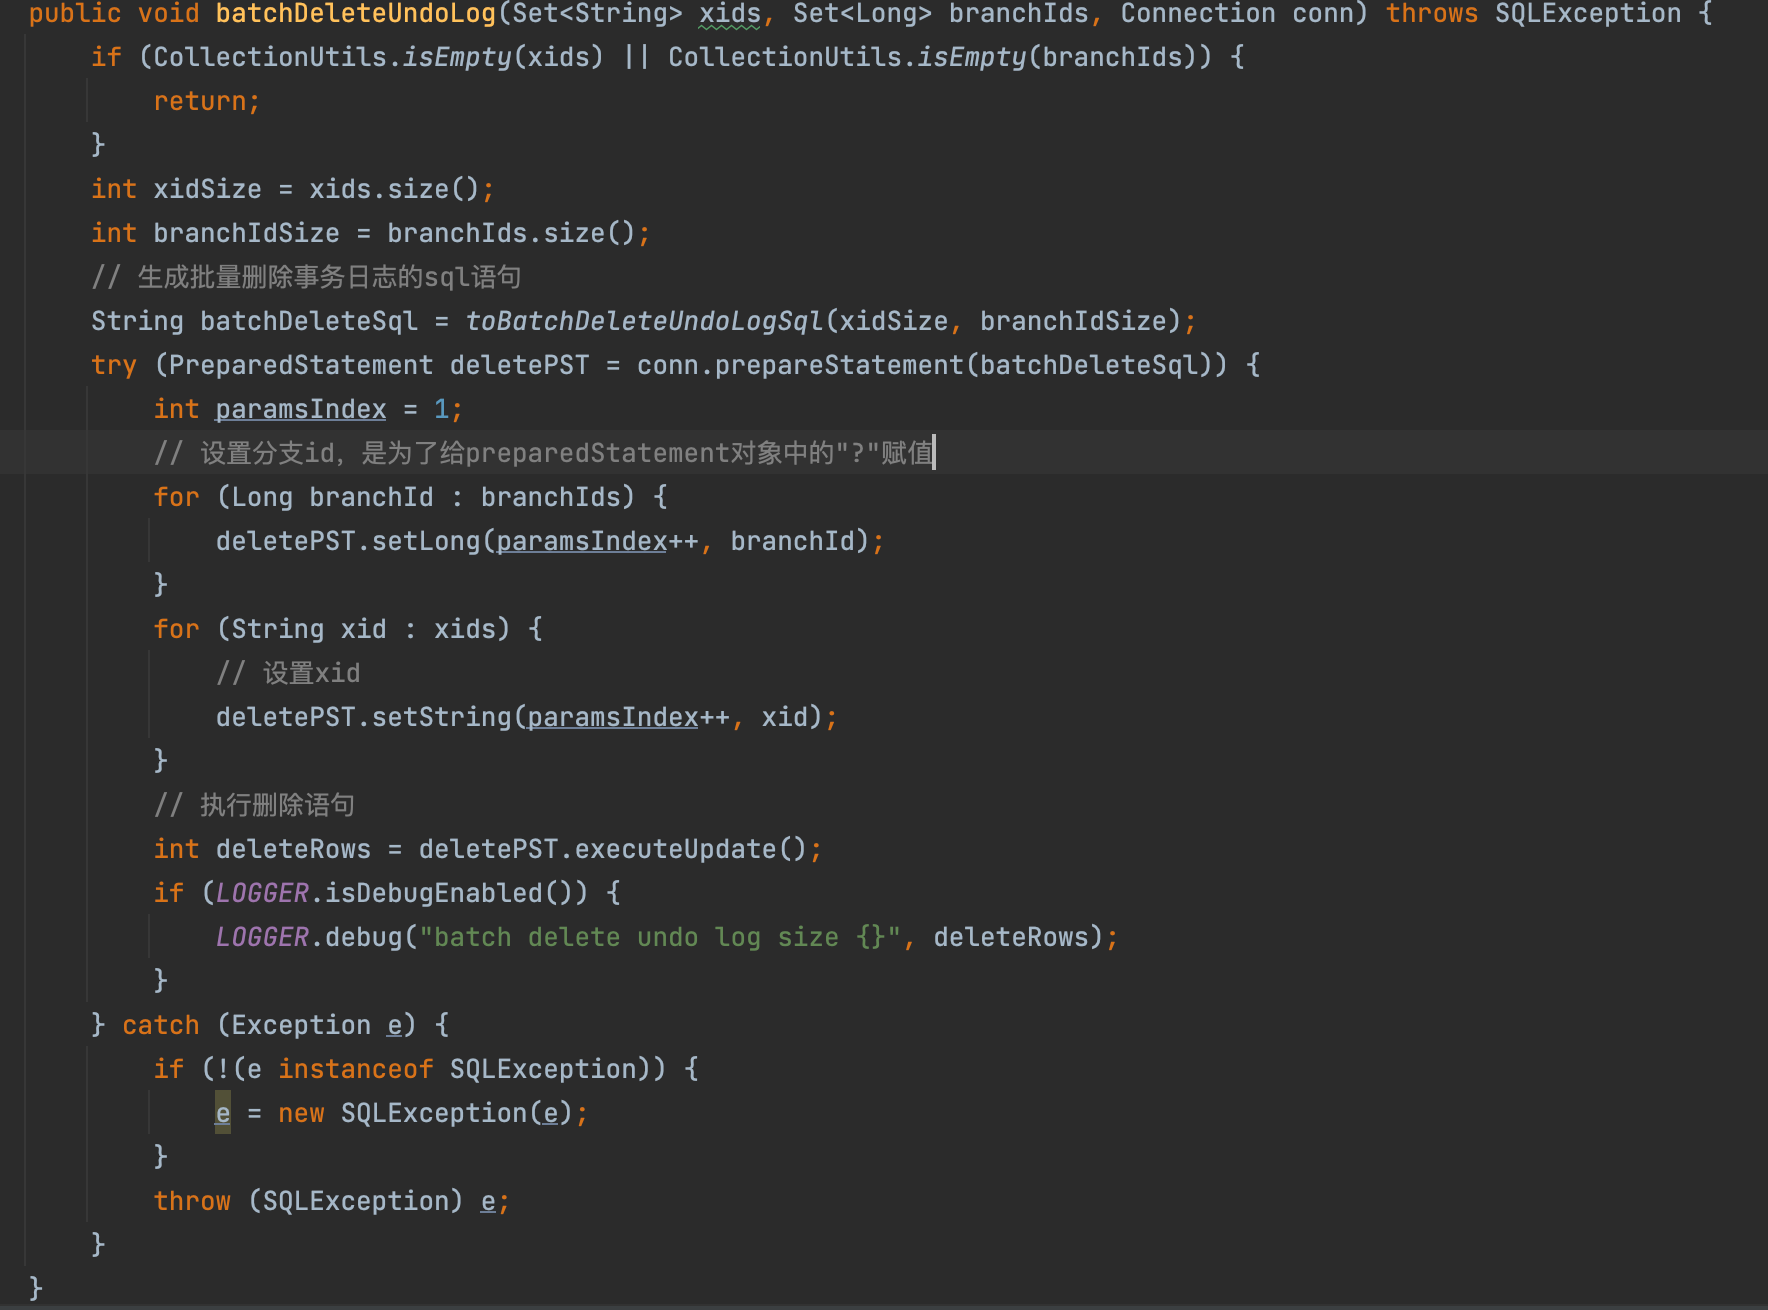 public void batchDeleteUndoLog(Set<String> xids, Set<Long> branchIds, Connection conn) throws SQLException {
if (CollectionUtils.isEmpty(xids) || CollectionUtils.isEmpty(branchIds)) {
return;
}
int xidSize = xids.size();
int branchIdSize = branchIds.size();
// 生成批量删除事务日志的sql语句
String batchDeleteSql = toBatchDeleteUndoLogSql(xidSize, branchIdSize);
try (PreparedStatement deletePST = conn.prepareStatement(batchDeleteSql)) {
int paramsIndex = 1;
// 设置分支id，是为了给preparedStatement对象中的"?"赋值
for (Long branchId : branchIds) {
deletePST.setLong(paramsIndex++, branchId);
}
for (String xid : xids) {
// 设置xid
deletePST.setString(paramsIndex++, xid);
}
// 执行删除语句
int deleteRows = deletePST.executeUpdate();
if (LOGGER.isDebugEnabled()) {
LOGGER.debug("batch delete undo log size {}", deleteRows);
}
} catch (Exception e) {
if (!(e instanceof SQLException)) {
e = new SQLException(e);
}
throw (SQLException) e;
}
}